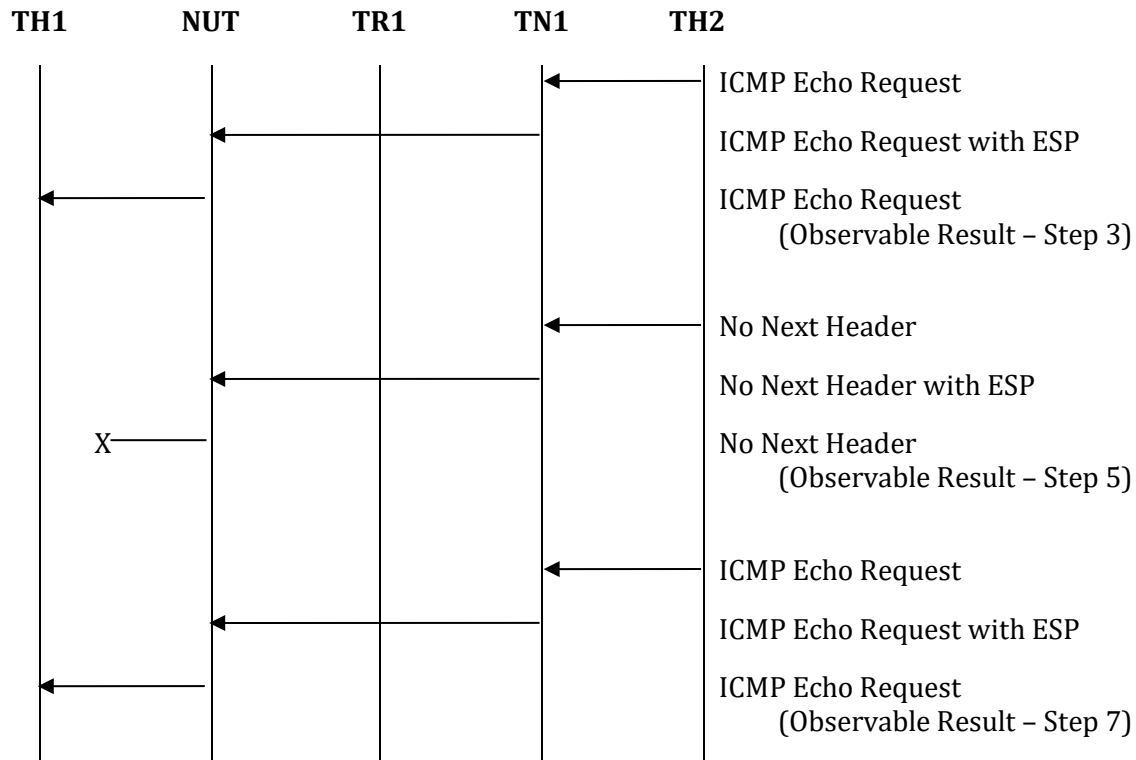 TH1 NUT TR1 TN1 TH2
ICMP Echo Request
ICMP Echo Request with ESP
ICMP Echo Request
(Observable Result – Step 3)
No Next Header
No Next Header with ESP
X
No Next Header
(Observable Result – Step 5)
ICMP Echo Request
ICMP Echo Request with ESP
ICMP Echo Request
(Observable Result – Step 7)